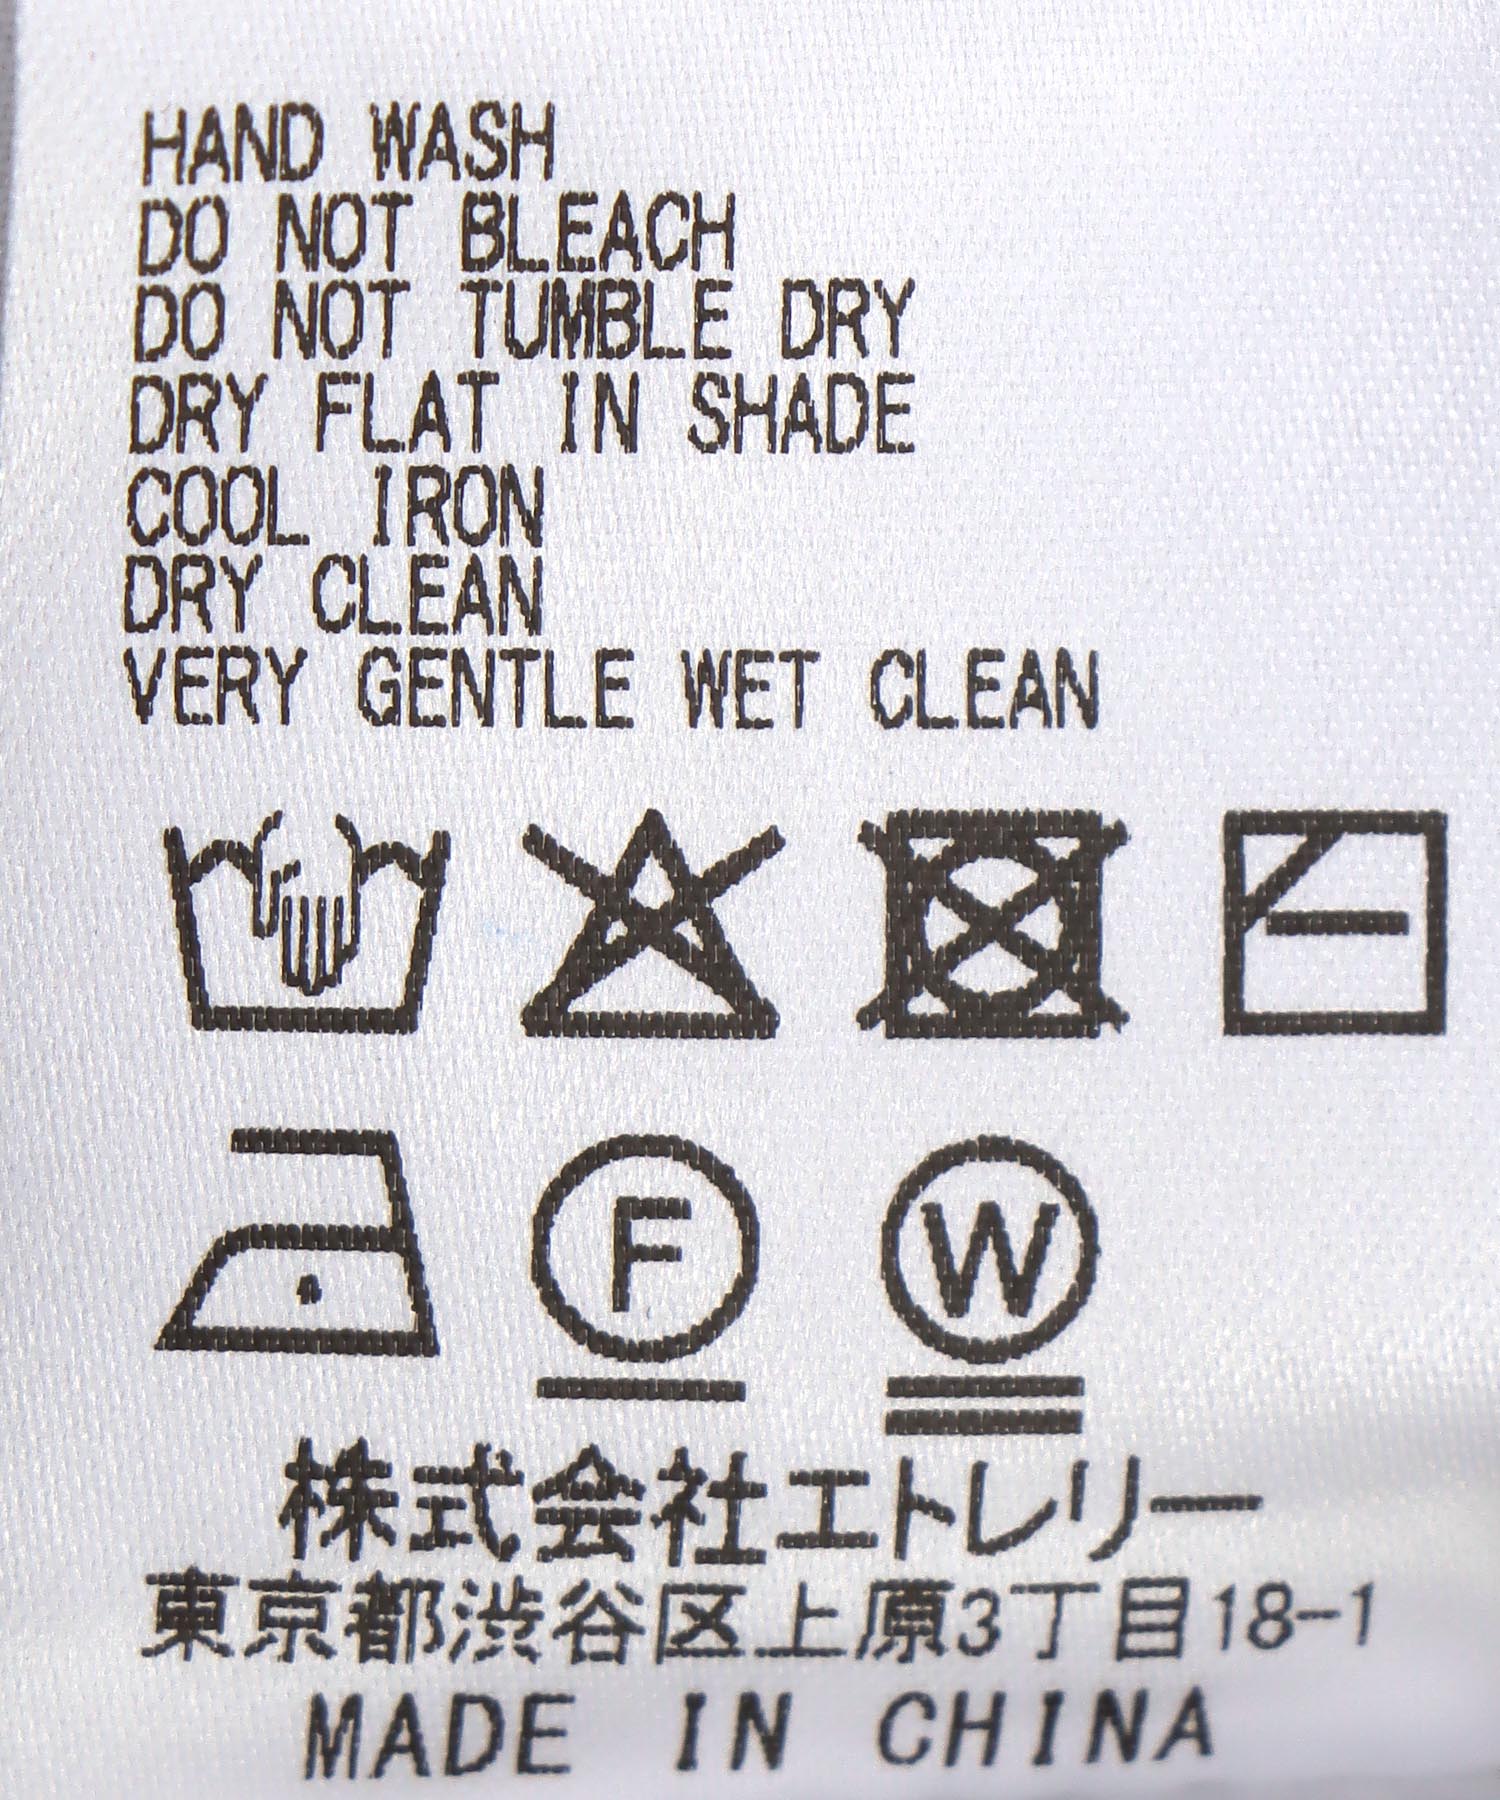 HAND WASH
DO NOT BLEACH
DO NOT TUMBLE DRY
DRY FLAT IN SHADE
COOL IRON
DRY CLEAN
VERY GENTLE WET CLEAN
F
W
株式会社エトレリー
東京都渋谷区上原3丁目18-1
MADE IN CHINA